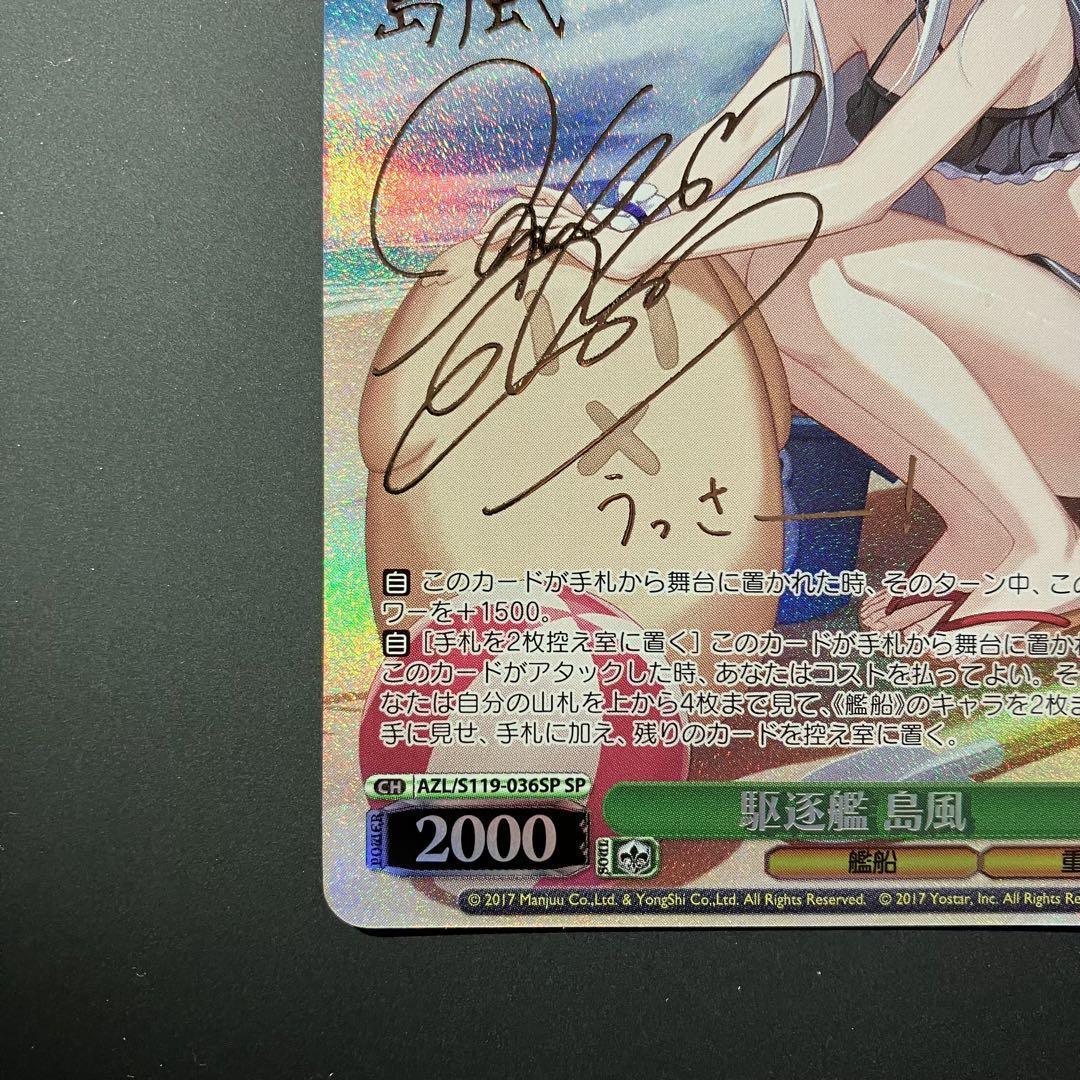 島風
うっさー!
自 このカードが手札から舞台に置かれた時、そのターン中、この
ワーを＋1500。
自 [手札を2枚控え室に置く] このカードが手札から舞台に置かれ
このカードがアタックした時、あなたはコストを払ってよい。そ
なたは自分の山札を上から4枚まで見て、《艦船》のキャラを2枚ま
手に見せ、手札に加え、残りのカードを控え室に置く。
CH AZL/S119-036SP SP
POWER 2000 SOUL 駆逐艦 島風
艦船 重
© 2017 Manjuu Co.,Ltd. & YongShi Co.,Ltd. All Rights Reserved. © 2017 Yostar, Inc. All Rights Reserved